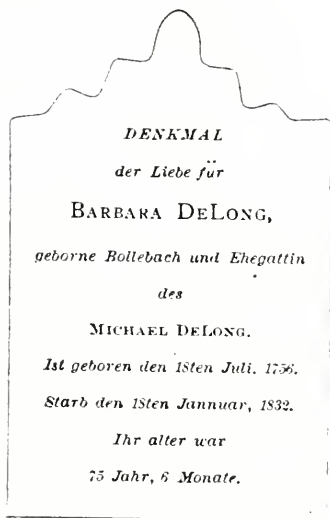 DENKMAL
der Liebe für
BARBARA DELONG,
geborne Bollebach und Ehegattin
des
MICHAEL DELONG.
Ist geboren den 18ten Juli. 1756.
Starb den 18ten Jannuar, 1832.
Ihr alter war
75 Jahr, 6 Monate.